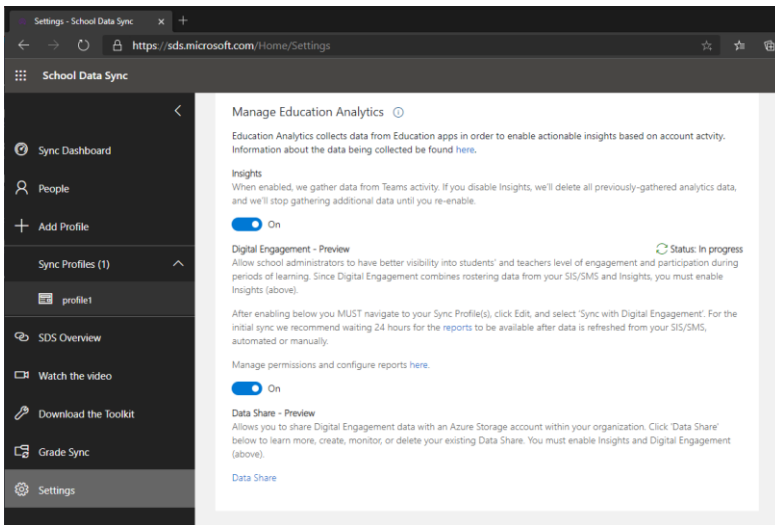 Settings - School Data Sync
https://sds.microsoft.com/Home/Settings
School Data Sync
Sync Dashboard
People
Add Profile
Sync Profiles (1)
profile1
SDS Overview
Watch the video
Download the Toolkit
Grade Sync
Settings
Manage Education Analytics
Education Analytics collects data from Education apps in order to enable actionable insights based on account actvity.
Information about the data being collected be found here.
Insights
When enabled, we gather data from Teams activity. If you disable Insights, we'll delete all previously-gathered analytics data,
and we'll stop gathering additional data until you re-enable.
On
Digital Engagement - Preview
Status: In progress
Allow school administrators to have better visibility into students' and teachers level of engagement and participation during
periods of learning. Since Digital Engagement combines rostering data from your SIS/SMS and Insights, you must enable
Insights (above).
After enabling below you MUST navigate to your Sync Profile(s), click Edit, and select 'Sync with Digital Engagement'. For the
initial sync we recommend waiting 24 hours for the reports to be available after data is refreshed from your SIS/SMS,
automated or manually.
Manage permissions and configure reports here.
On
Data Share - Preview
Allows you to share Digital Engagement data with an Azure Storage account within your organization. Click 'Data Share'
below to learn more, create, monitor, or delete your existing Data Share. You must enable Insights and Digital Engagement
(above).
Data Share